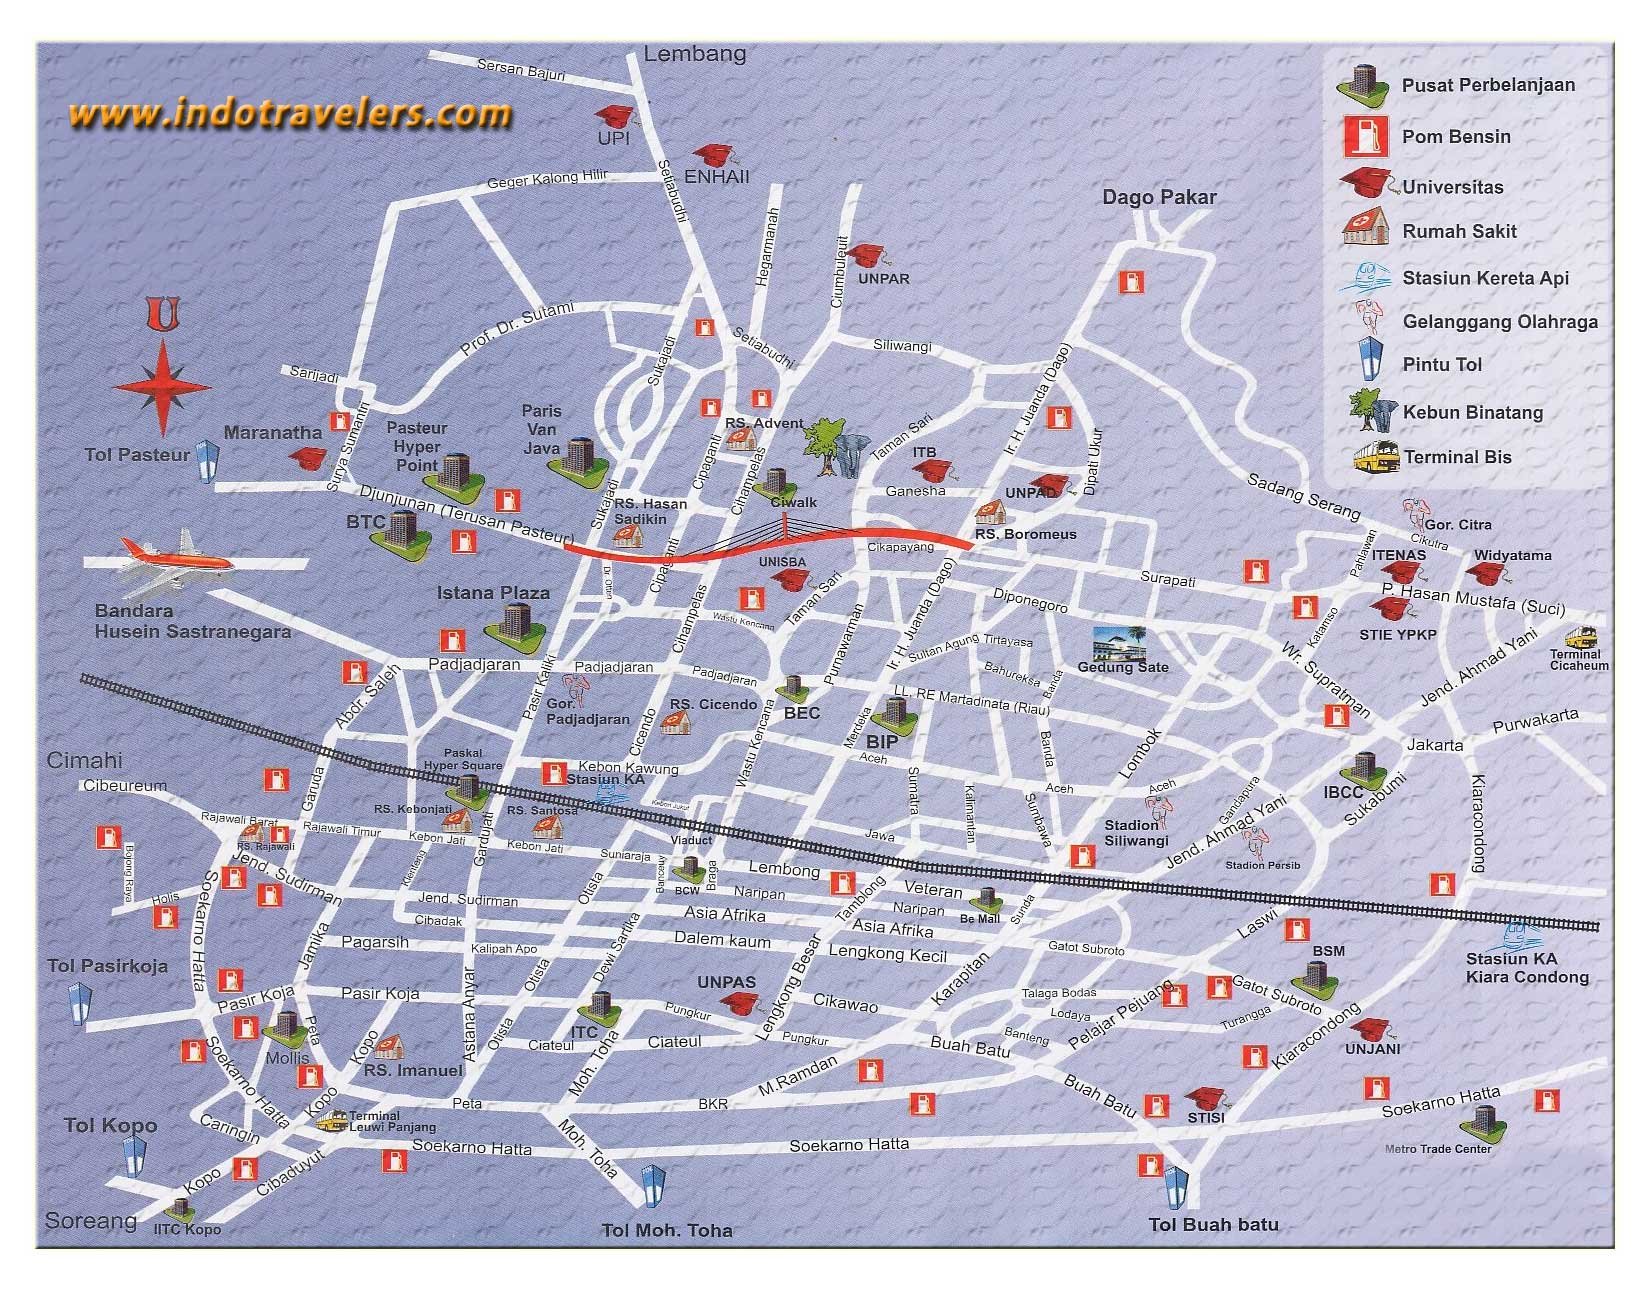 Lembang
Sersan Bajuri
www.indotravelers.com
UPI
ENHAII
Geger Kalong Hilir
Setiabudhi
Hegarmanah
Ciumbuleuit
UNPAR
Dago Pakar
Pusat Perbelanjaan
Pom Bensin
Universitas
Rumah Sakit
Stasiun Kereta Api
Gelanggang Olahraga
Pintu Tol
Kebun Binatang
Terminal Bis
U
Prof. Dr. Sutami
Sukajadi
Setiabudhi
Siliwangi
Ir. H. Juanda (Dago)
Sarijadi
Surya Sumantri
Maranatha
Tol Pasteur
Pasteur
Hyper
Point
Paris
Van
Java
RS. Advent
Cipaganti
Cihampelas
Ciwalk
Taman Sari
ITB
Ganesha
UNPAD
Dipati Ukur
Sadang Serang
Djunjunan (Terusan Pasteur)
BTC
Sukajadi
RS. Hasan
Sadikin
RS. Boromeus
Cikapayang
Gor. Citra
Cikutra
Pahlawan
ITENAS
Widyatama
Surapati
P. Hasan Mustafa (Suci)
STIE YPKP
Katamso
Bandara
Husein Sastranegara
Istana Plaza
Dr. Otten
Cipaganti
Cihampelas
UNISBA
Taman Sari
Wastu Kencana
Purnawarman
Ir. H. Juanda (Dago)
Diponegoro
Sultan Agung
Tirtayasa
Bahureksa
Banda
Gedung Sate
Wr. Supratman
Jend. Ahmad Yani
Terminal
Cicaheum
Padjadjaran
Padjadjaran
Padjadjaran
Abdr. Saleh
Pasir Kaliki
Gor.
Padjadjaran
RS. Cicendo
Cicendo
BEC
BIP
LL. RE Martadinata (Riau)
Merdeka
Wastu Kencana
Aceh
Banda
Aceh
Aceh
Lombok
Jakarta
Purwakarta
IBCC
Sukabumi
Kiaracondong
Cimahi
Cibeureum
Garuda
Paskal
Hyper Square
Kebon Kawung
Stasiun KA
RS. Kebonjati
RS. Santosa
Kebon Jukut
Viaduct
Sumatra
Kalimantan
Sumbawa
Jawa
Stadion
Siliwangi
Gandapura
Jend. Ahmad Yani
Stadion Persib
Rajawali Barat
RS. Rajawali
Rajawali Timur
Kebon Jati
Kebon Jati
Gardujati
Klenteng
Suniaraja
Banceuy
BCW
Braga
Lembong
Veteran
Naripan
Naripan
Be Mall
Sunda
Tamblong
Bojong Raya
Holis
Jend. Sudirman
Jend. Sudirman
Cibadak
Otista
Asia Afrika
Asia Afrika
Dalem kaum
Lengkong Kecil
Gatot Subroto
Laswi
Soekarno Hatta
Jamika
Pagarsih
Kalipah Apo
Dewi Sartika
Lengkong Besar
Karapitan
BSM
Stasiun KA
Kiara Condong
Tol Pasirkoja
Pasir Koja
Pasir Koja
Astana Anyar
Otista
UNPAS
Pungkur
Cikawao
Talaga Bodas
Lodaya
Pelajar Pejuang
Gatot Subroto
Turangga
Kiaracondong
UNJANI
Mollis
Peta
Kopo
RS. Imanuel
Otista
ITC
Ciateul
Ciateul
Moh. Toha
Pungkur
Buah Batu
Banteng
M. Ramdan
Buah Batu
STISI
Soekarno Hatta
Metro Trade Center
Soekarno Hatta
Caringin
Kopo
Terminal
Leuwi Panjang
Peta
BKR
Soekarno Hatta
Soekarno Hatta
Moh. Toha
Tol Kopo
Kopo
Cibaduyut
Soreang
IITC Kopo
Tol Moh. Toha
Tol Buah batu